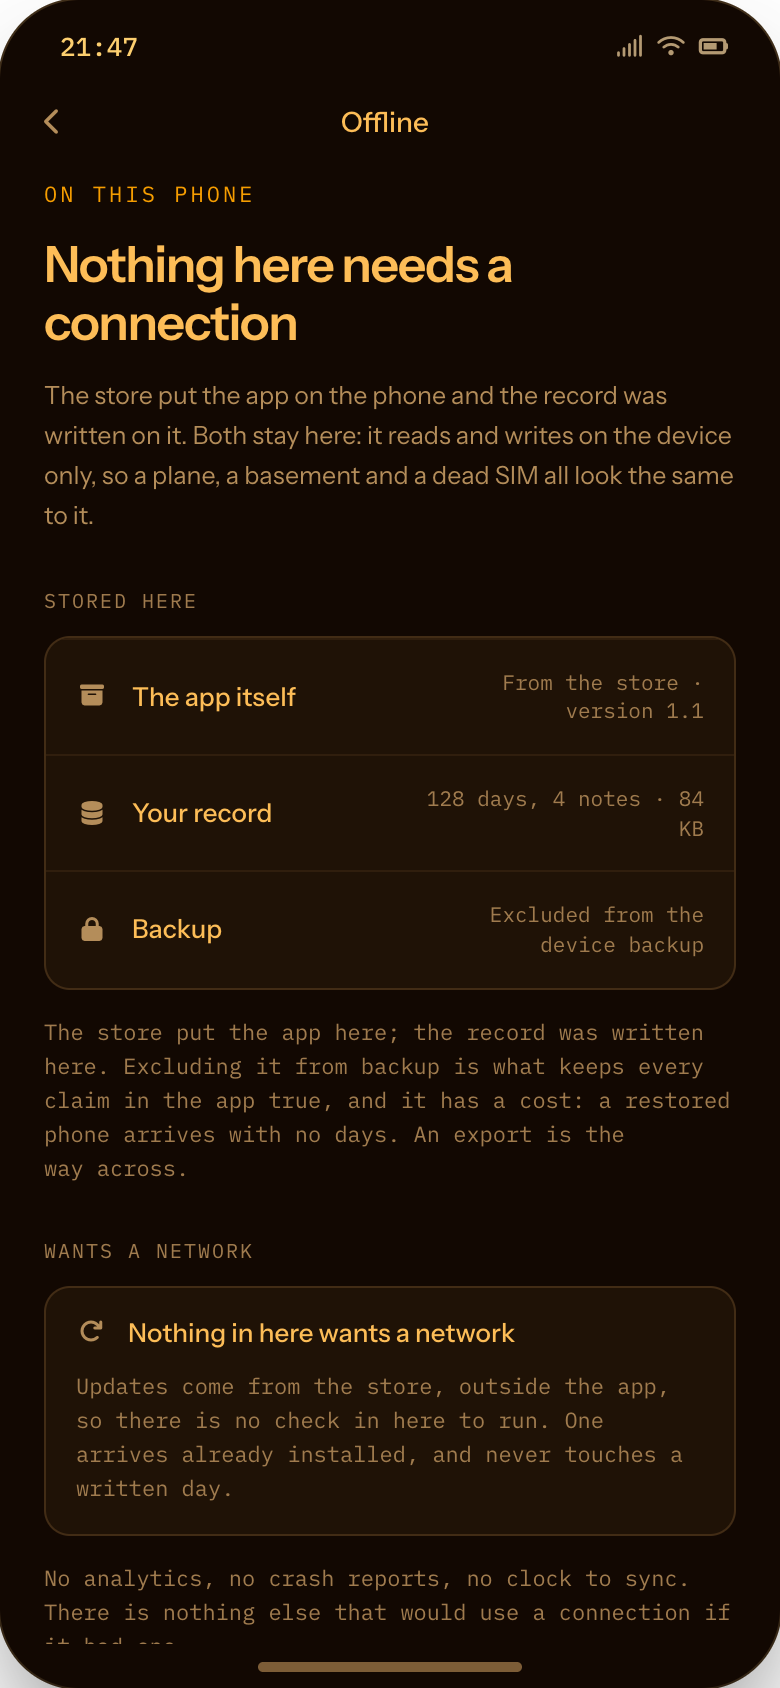 21:47
Offline
ON THIS PHONE
Nothing here needs a
connection
The store put the app on the phone and the record was
written on it. Both stay here: it reads and writes on the device
only, so a plane, a basement and a dead SIM all look the same
to it.
STORED HERE
The app itself
From the store ·
version 1.1
Your record
128 days, 4 notes · 84
KB
Backup
Excluded from the
device backup
The store put the app here; the record was written
here. Excluding it from backup is what keeps every
claim in the app true, and it has a cost: a restored
phone arrives with no days. An export is the
way across.
WANTS A NETWORK
Nothing in here wants a network
Updates come from the store, outside the app,
so there is no check in here to run. One
arrives already installed, and never touches a
written day.
No analytics, no crash reports, no clock to sync.
There is nothing else that would use a connection if